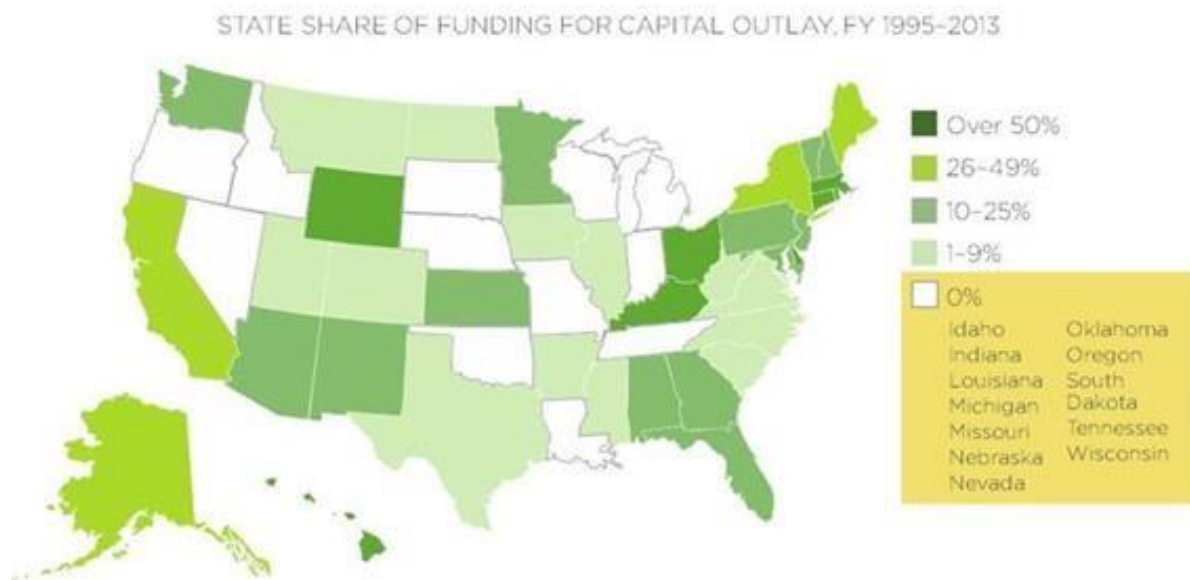 STATE SHARE OF FUNDING FOR CAPITAL OUTLAY, FY 1995–2013
Over 50%
26–49%
10–25%
1–9%
0%
Idaho
Indiana
Louisiana
Michigan
Missouri
Nebraska
Nevada
Oklahoma
Oregon
South
Dakota
Tennessee
Wisconsin